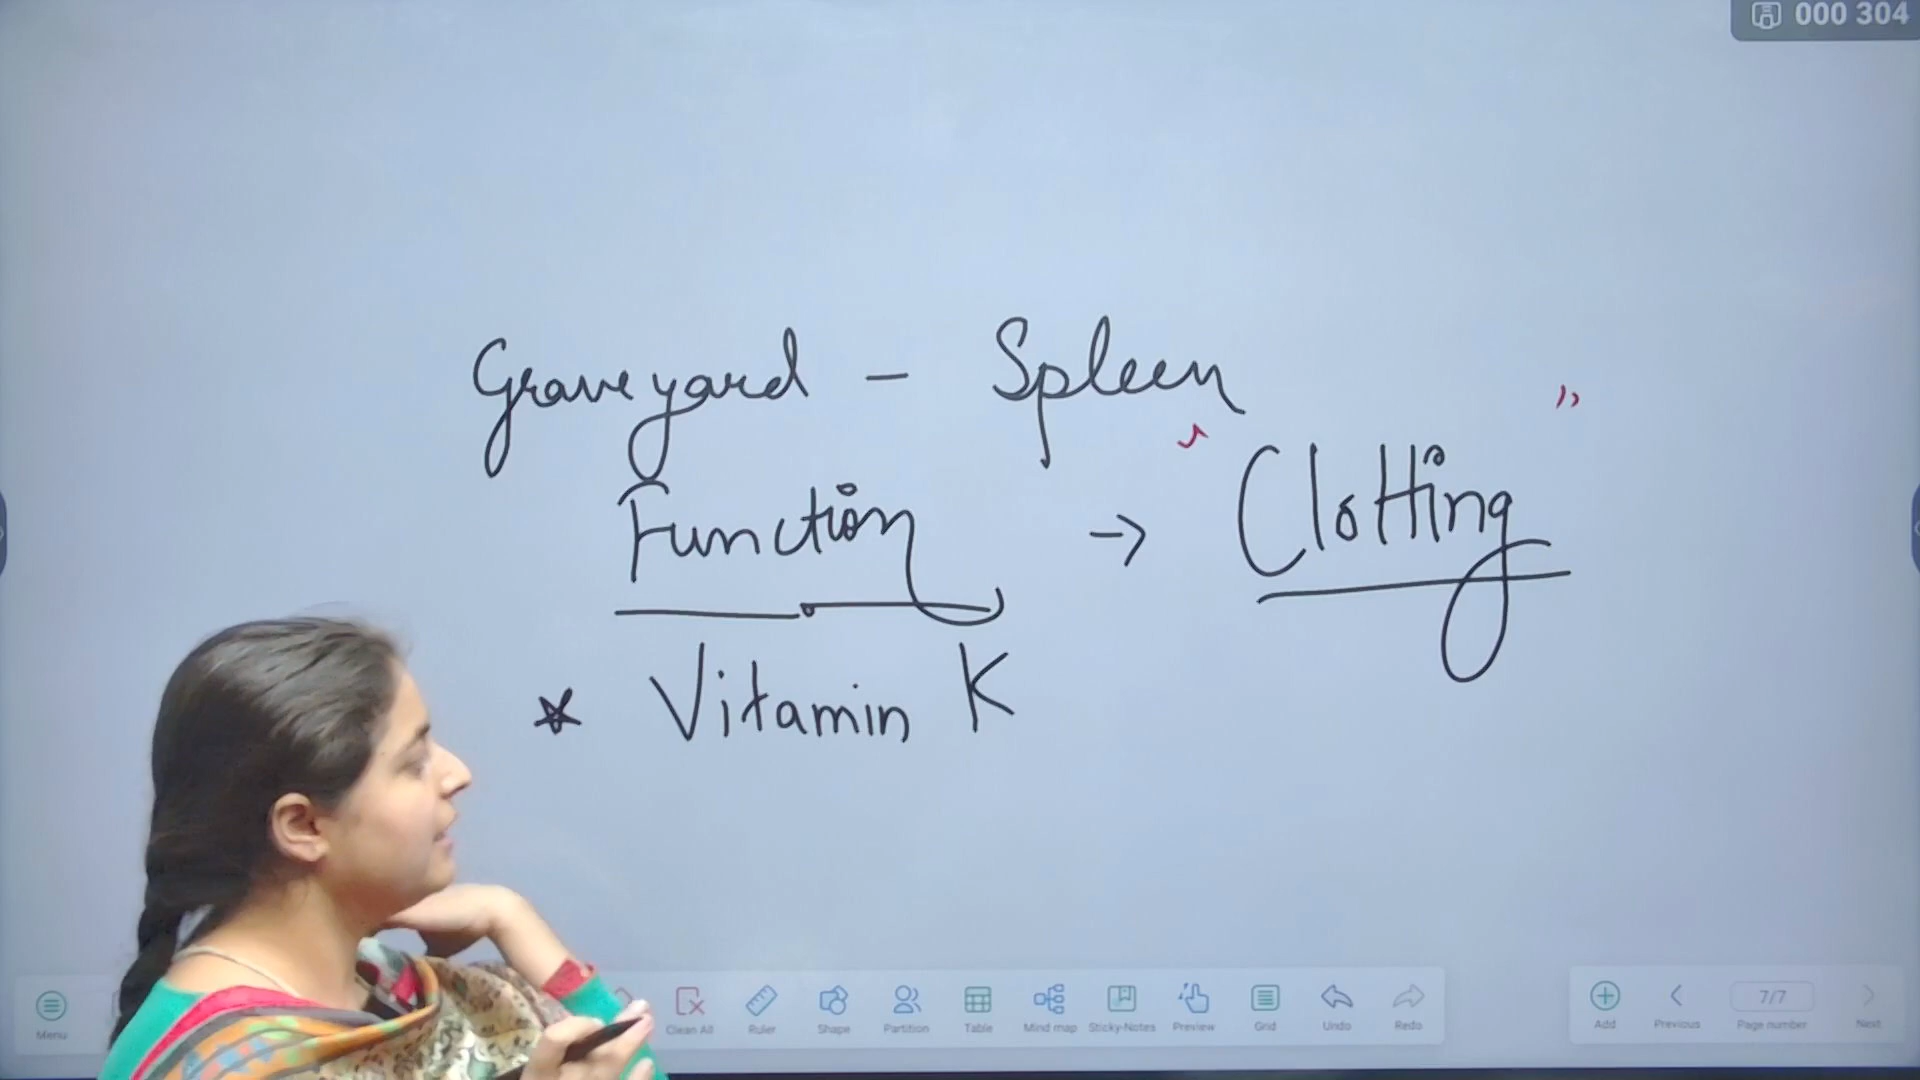 000 304
Graveyard - Spleen
Function → "Clotting"
* Vitamin K
Menu
Clean All Ruler Shape Partition Table Mind map Sticky-Notes Preview Grid Undo Redo
Add Previous 7/7 Page number Next